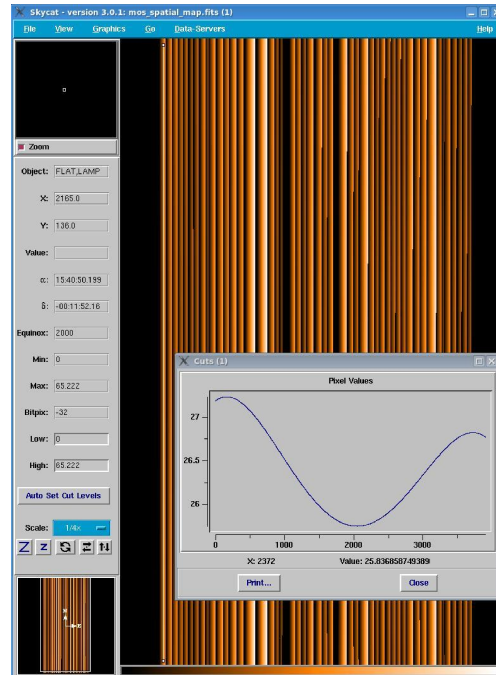 Skycat - version 3.0.1: mos_spatial_map.fits (1)
File View Graphics Go Data-Servers Help
Zoom
Object: FLAT,LAMP
X: 2165.0
Y: 136.0
Value:
α: 15:40:50.199
δ: -00:11:52.16
Equinox: 2000
Min: 0
Max: 65.222
Bitpix: -32
Low: 0
High: 65.222
Auto Set Cut Levels
Scale: 1/4x
Z z
Cuts (1)
Pixel Values
27
26.5
26
0 1000 2000 3000
X: 2372 Value: 25.836858749389
Print... Close